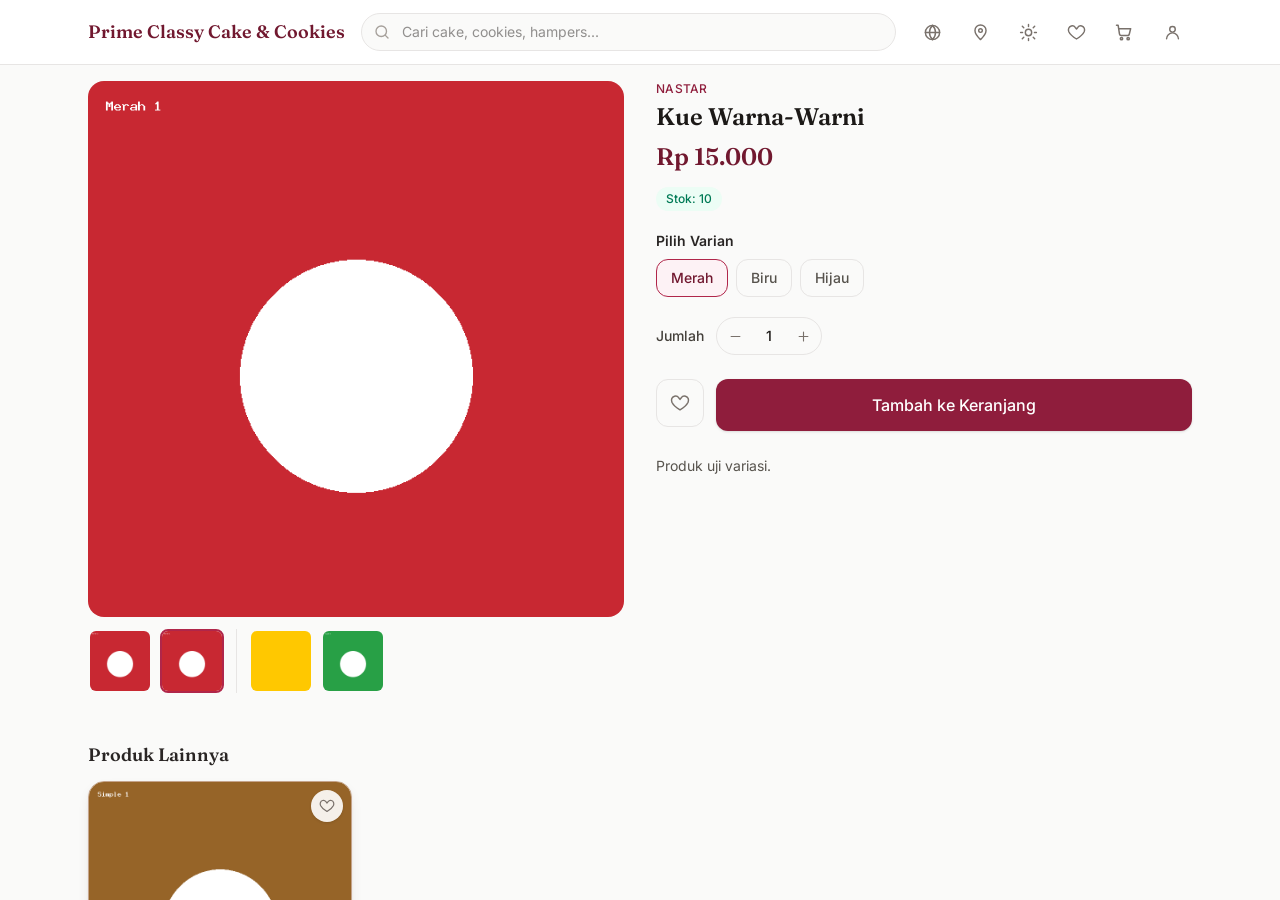 Prime Classy Cake & Cookies
Cari cake, cookies, hampers...
Merah 1
NASTAR
Kue Warna-Warni
Rp 15.000
Stok: 10
Pilih Varian
Merah
Biru
Hijau
Jumlah
1
Tambah ke Keranjang
Produk uji variasi.
Produk Lainnya
Simple 1